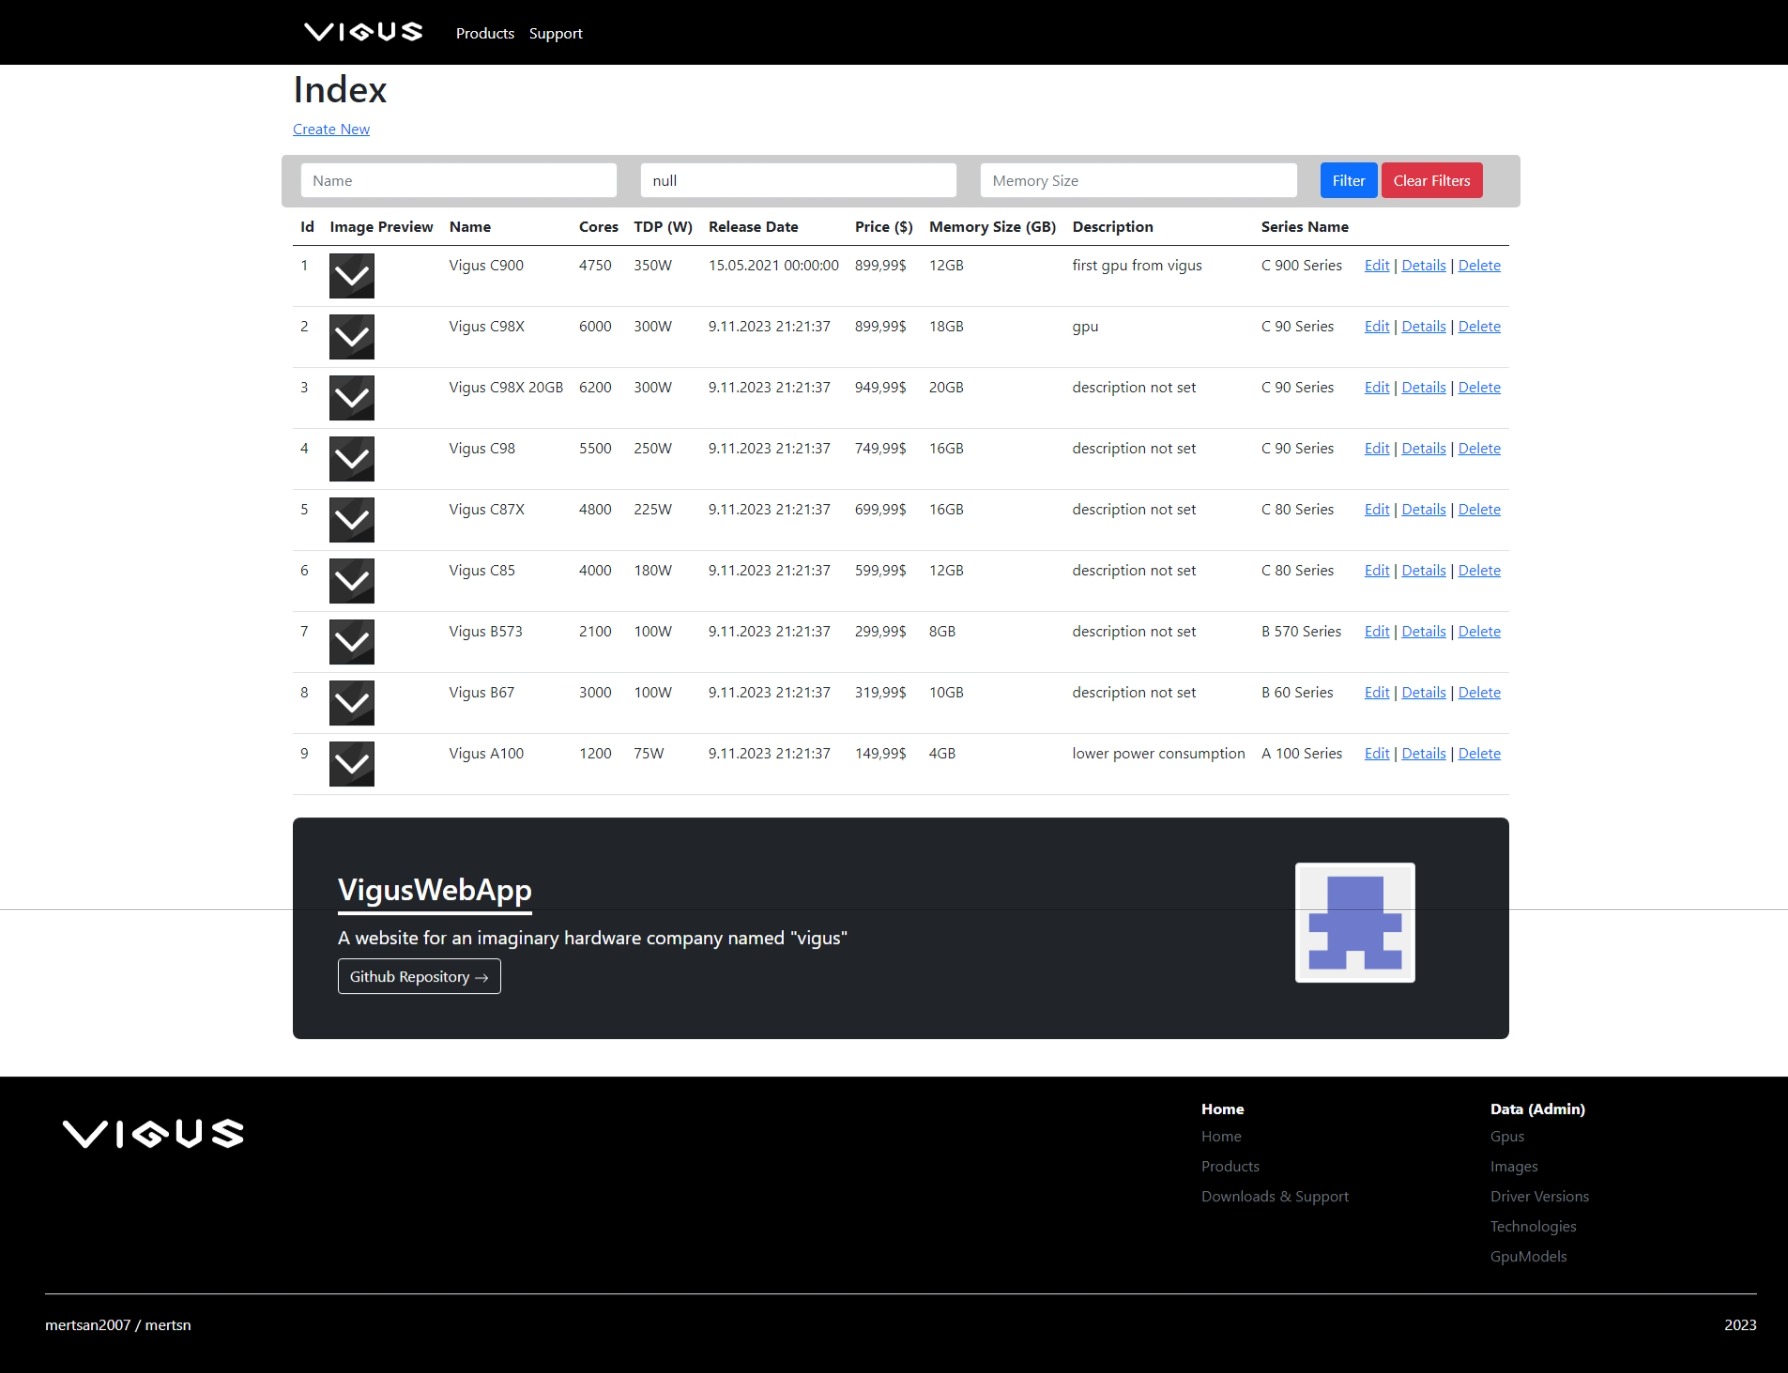 VIGUS Products Support
Index
Create New
Name null Memory Size Filter Clear Filters
Id Image Preview Name Cores TDP (W) Release Date Price ($) Memory Size (GB) Description Series Name
1 Vigus C900 4750 350W 15.05.2021 00:00:00 899,99$ 12GB first gpu from vigus C 900 Series Edit | Details | Delete
2 Vigus C98X 6000 300W 9.11.2023 21:21:37 899,99$ 18GB gpu C 90 Series Edit | Details | Delete
3 Vigus C98X 20GB 6200 300W 9.11.2023 21:21:37 949,99$ 20GB description not set C 90 Series Edit | Details | Delete
4 Vigus C98 5500 250W 9.11.2023 21:21:37 749,99$ 16GB description not set C 90 Series Edit | Details | Delete
5 Vigus C87X 4800 225W 9.11.2023 21:21:37 699,99$ 16GB description not set C 80 Series Edit | Details | Delete
6 Vigus C85 4000 180W 9.11.2023 21:21:37 599,99$ 12GB description not set C 80 Series Edit | Details | Delete
7 Vigus B573 2100 100W 9.11.2023 21:21:37 299,99$ 8GB description not set B 570 Series Edit | Details | Delete
8 Vigus B67 3000 100W 9.11.2023 21:21:37 319,99$ 10GB description not set B 60 Series Edit | Details | Delete
9 Vigus A100 1200 75W 9.11.2023 21:21:37 149,99$ 4GB lower power consumption A 100 Series Edit | Details | Delete
VigusWebApp
A website for an imaginary hardware company named "vigus"
Github Repository →
VIGUS
Home
Home
Products
Downloads & Support
Data (Admin)
Gpus
Images
Driver Versions
Technologies
GpuModels
mertsan2007 / mertsn
2023